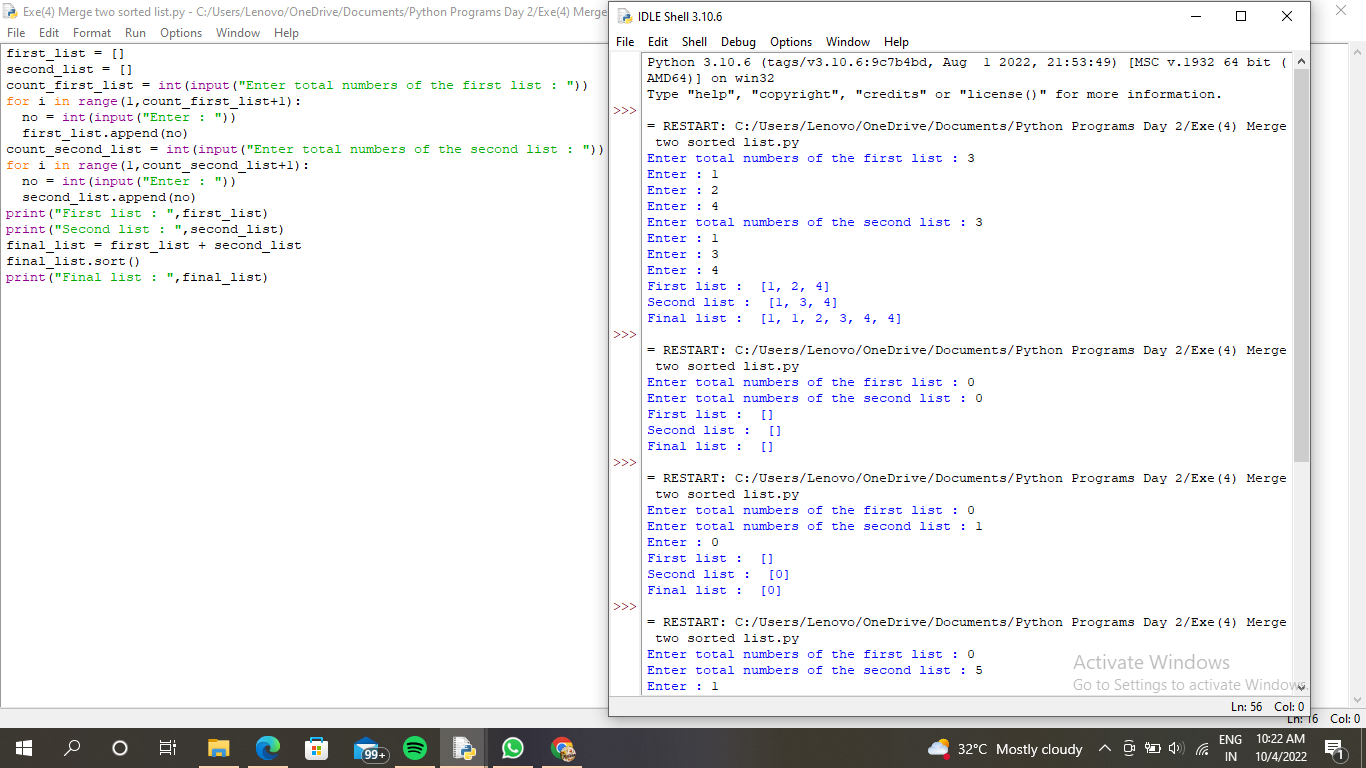 Exe(4) Merge two sorted list.py - C:/Users/Lenovo/OneDrive/Documents/Python Programs Day 2/Exe(4) Merge
File Edit Format Run Options Window Help
first_list = []
second_list = []
count_first_list = int(input("Enter total numbers of the first list : "))
for i in range(1,count_first_list+1):
  no = int(input("Enter : "))
  first_list.append(no)
count_second_list = int(input("Enter total numbers of the second list : "))
for i in range(1,count_second_list+1):
  no = int(input("Enter : "))
  second_list.append(no)
print("First list : ",first_list)
print("Second list : ",second_list)
final_list = first_list + second_list
final_list.sort()
print("Final list : ",final_list)
IDLE Shell 3.10.6
File Edit Shell Debug Options Window Help
Python 3.10.6 (tags/v3.10.6:9c7b4bd, Aug  1 2022, 21:53:49) [MSC v.1932 64 bit (
AMD64)] on win32
Type "help", "copyright", "credits" or "license()" for more information.
>>>
= RESTART: C:/Users/Lenovo/OneDrive/Documents/Python Programs Day 2/Exe(4) Merge
 two sorted list.py
Enter total numbers of the first list : 3
Enter : 1
Enter : 2
Enter : 4
Enter total numbers of the second list : 3
Enter : 1
Enter : 3
Enter : 4
First list :  [1, 2, 4]
Second list :  [1, 3, 4]
Final list :  [1, 1, 2, 3, 4, 4]
>>>
= RESTART: C:/Users/Lenovo/OneDrive/Documents/Python Programs Day 2/Exe(4) Merge
 two sorted list.py
Enter total numbers of the first list : 0
Enter total numbers of the second list : 0
First list :  []
Second list :  []
Final list :  []
>>>
= RESTART: C:/Users/Lenovo/OneDrive/Documents/Python Programs Day 2/Exe(4) Merge
 two sorted list.py
Enter total numbers of the first list : 0
Enter total numbers of the second list : 1
Enter : 0
First list :  []
Second list :  [0]
Final list :  [0]
>>>
= RESTART: C:/Users/Lenovo/OneDrive/Documents/Python Programs Day 2/Exe(4) Merge
 two sorted list.py
Enter total numbers of the first list : 0
Enter total numbers of the second list : 5
Enter : 1
Activate Windows
Go to Settings to activate Windows.
Ln: 56 Col: 0
Ln: 16 Col: 0
99+
32°C Mostly cloudy
ENG
IN
10:22 AM
10/4/2022
1